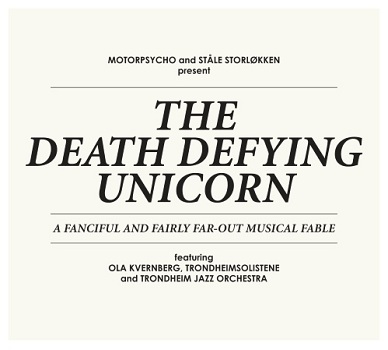 MOTORPSYCHO and STÅLE STORLØKKEN
present
THE
DEATH DEFYING
UNICORN
A FANCIFUL AND FAIRLY FAR-OUT MUSICAL FABLE
featuring
OLA KVERNBERG, TRONDHEIMSOLISTENE
and TRONDHEIM JAZZ ORCHESTRA